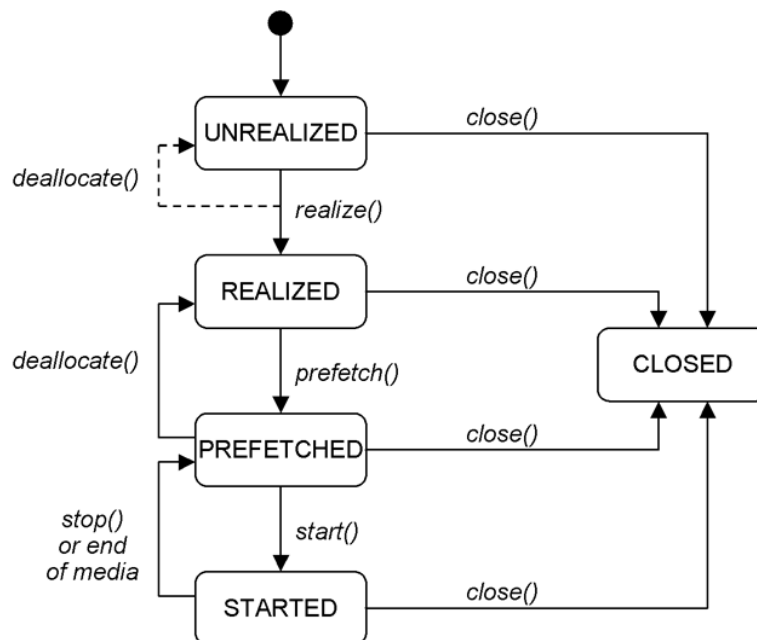 UNREALIZED
close()
deallocate()
realize()
REALIZED
close()
deallocate()
prefetch()
CLOSED
PREFETCHED
close()
stop()
or end
of media
start()
STARTED
close()